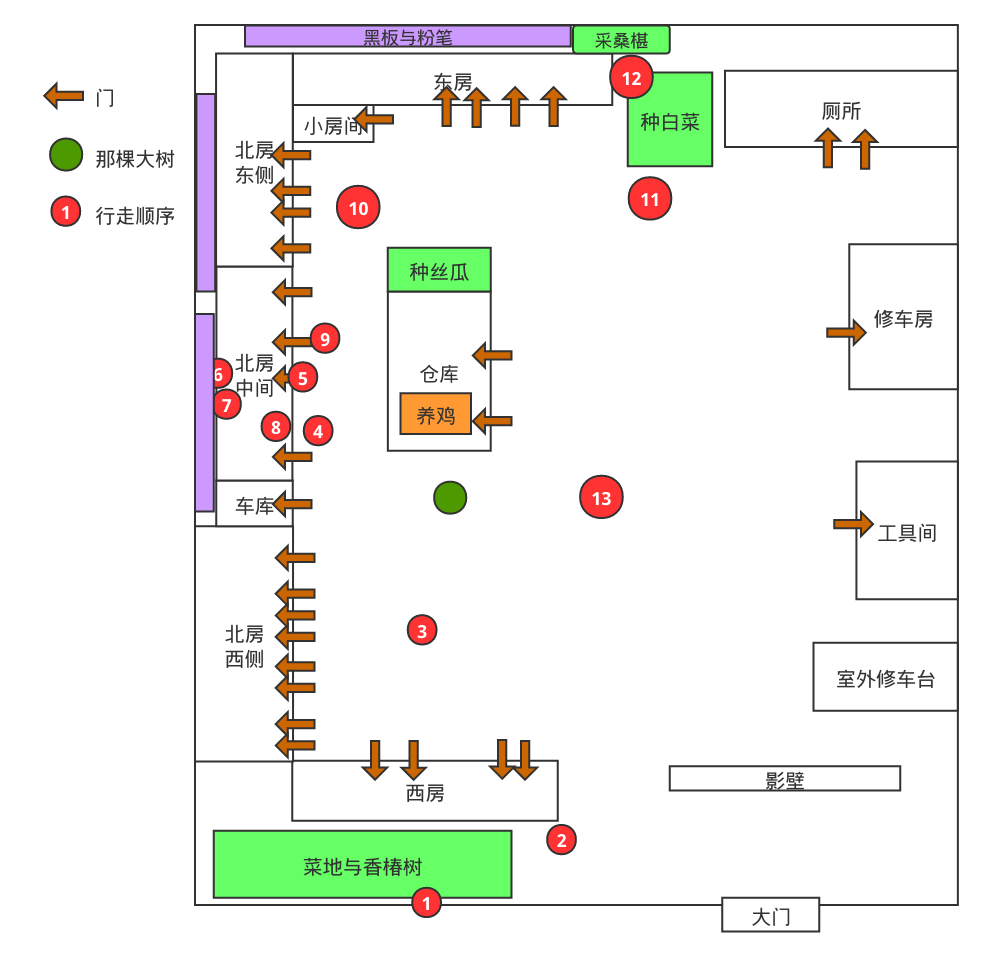 黑板与粉笔
采桑椹
门
那棵大树
1
行走顺序
东房
12
种白菜
厕所
小房间
北房
东侧
10
11
种丝瓜
修车房
9
北房
中间
6
5
7
仓库
养鸡
8
4
13
车库
工具间
北房
西侧
3
室外修车台
西房
影壁
2
菜地与香椿树
1
大门